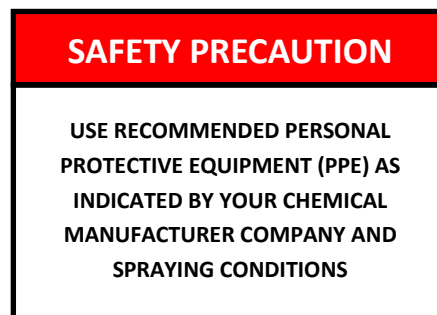 SAFETY PRECAUTION
USE RECOMMENDED PERSONAL
PROTECTIVE EQUIPMENT (PPE) AS
INDICATED BY YOUR CHEMICAL
MANUFACTURER COMPANY AND
SPRAYING CONDITIONS